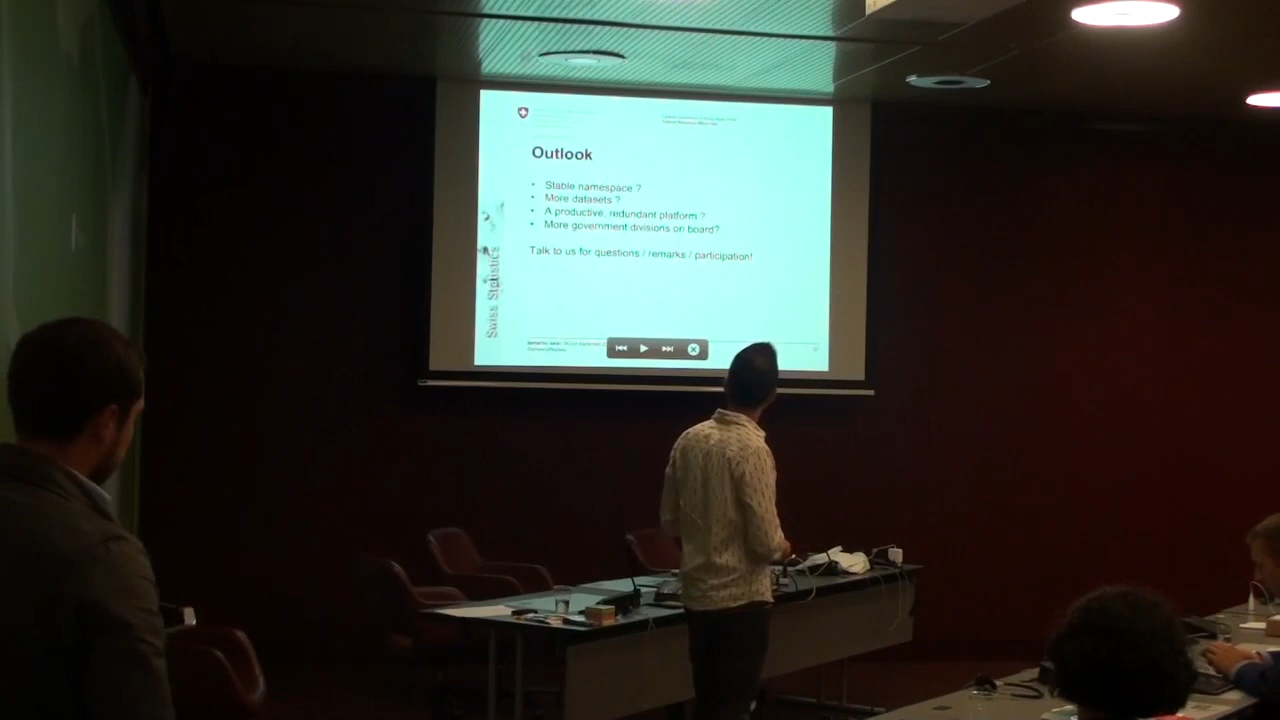 Outlook
• Stable namespace ?
• More datasets ?
• A productive, redundant platform ?
• More government divisions on board?
Talk to us for questions / remarks / participation!
Swiss Statistics